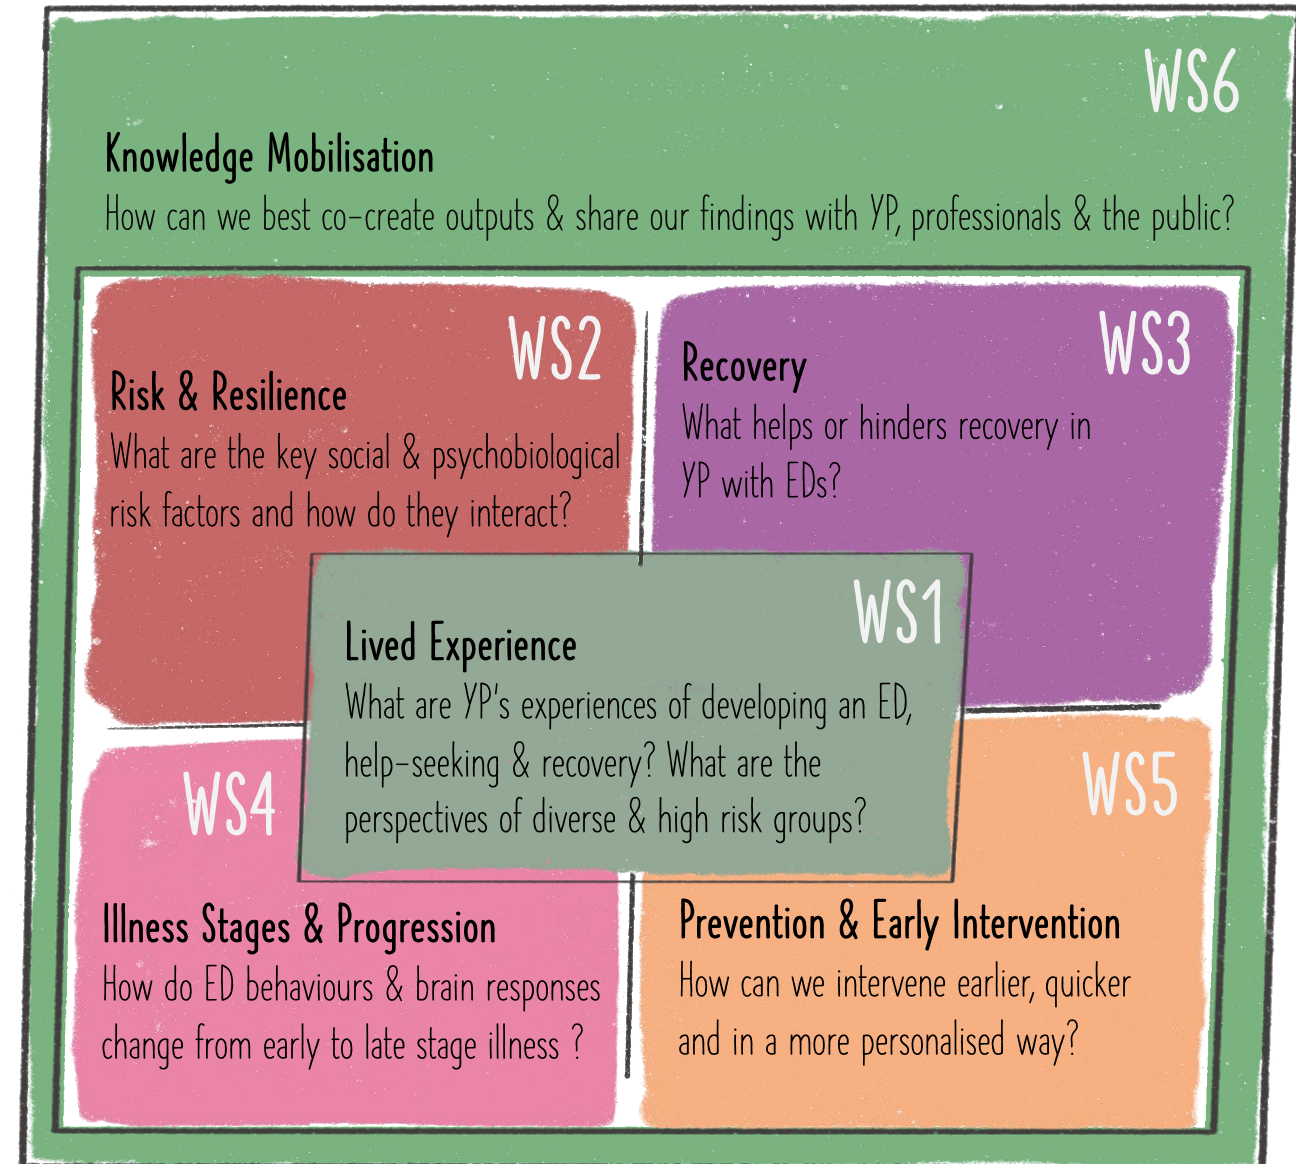 WS6
Knowledge Mobilisation
How can we best co-create outputs & share our findings with YP, professionals & the public?
WS2
Risk & Resilience
What are the key social & psychobiological
risk factors and how do they interact?
WS3
Recovery
What helps or hinders recovery in
YP with EDs?
WS1
Lived Experience
What are YP's experiences of developing an ED,
help-seeking & recovery? What are the
perspectives of diverse & high risk groups?
WS4
Illness Stages & Progression
How do ED behaviours & brain responses
change from early to late stage illness ?
WS5
Prevention & Early Intervention
How can we intervene earlier, quicker
and in a more personalised way?